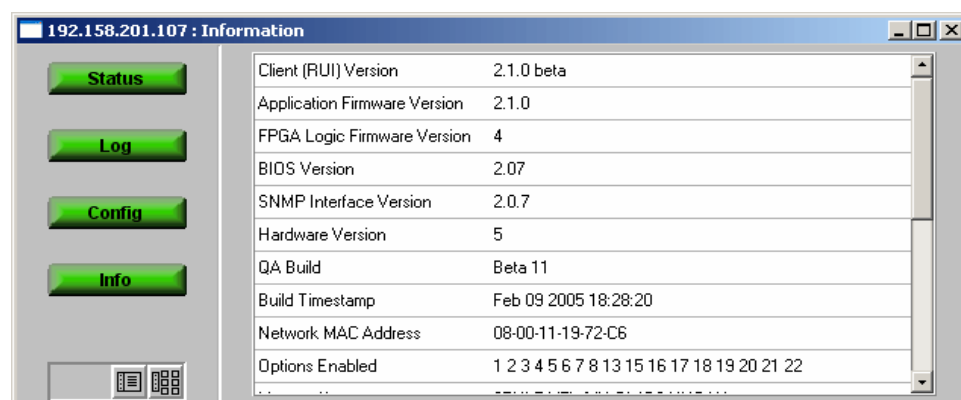 192.158.201.107 : Information
Status
Log
Config
Info
Client (RUI) Version 2.1.0 beta
Application Firmware Version 2.1.0
FPGA Logic Firmware Version 4
BIOS Version 2.07
SNMP Interface Version 2.0.7
Hardware Version 5
QA Build Beta 11
Build Timestamp Feb 09 2005 18:28:20
Network MAC Address 08-00-11-19-72-C6
Options Enabled 1 2 3 4 5 6 7 8 13 15 16 17 18 19 20 21 22